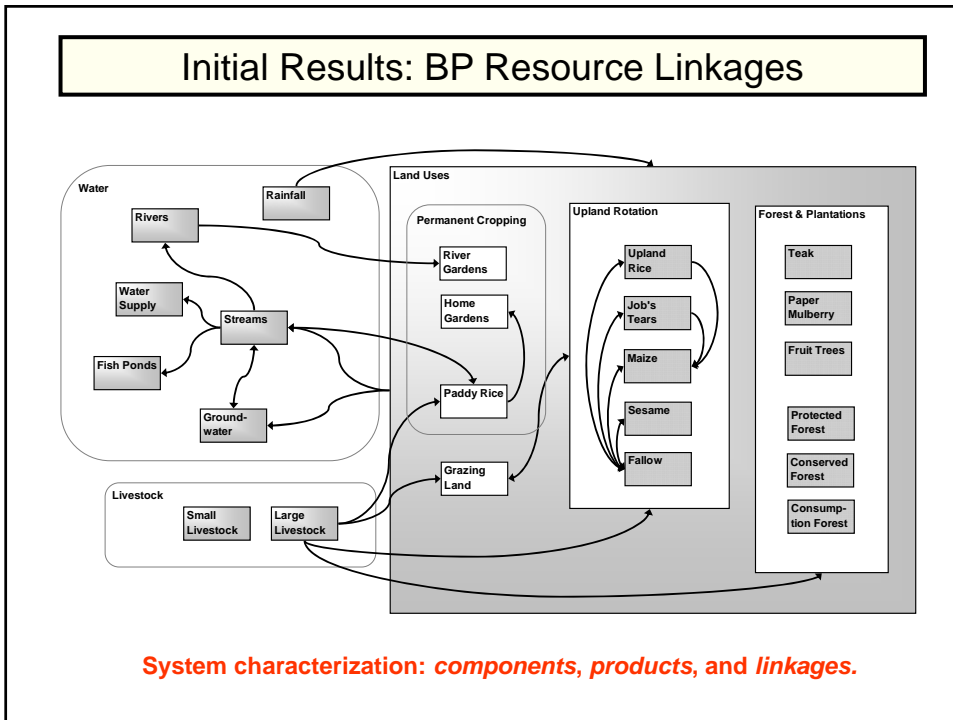 Initial Results: BP Resource Linkages
Water
Rainfall
Rivers
Water
Supply
Streams
Fish Ponds
Ground-
water
Livestock
Small
Livestock
Large
Livestock
Land Uses
Permanent Cropping
River
Gardens
Home
Gardens
Paddy Rice
Grazing
Land
Upland Rotation
Upland
Rice
Job's
Tears
Maize
Sesame
Fallow
Forest & Plantations
Teak
Paper
Mulberry
Fruit Trees
Protected
Forest
Conserved
Forest
Consump-
tion Forest
System characterization: components, products, and linkages.